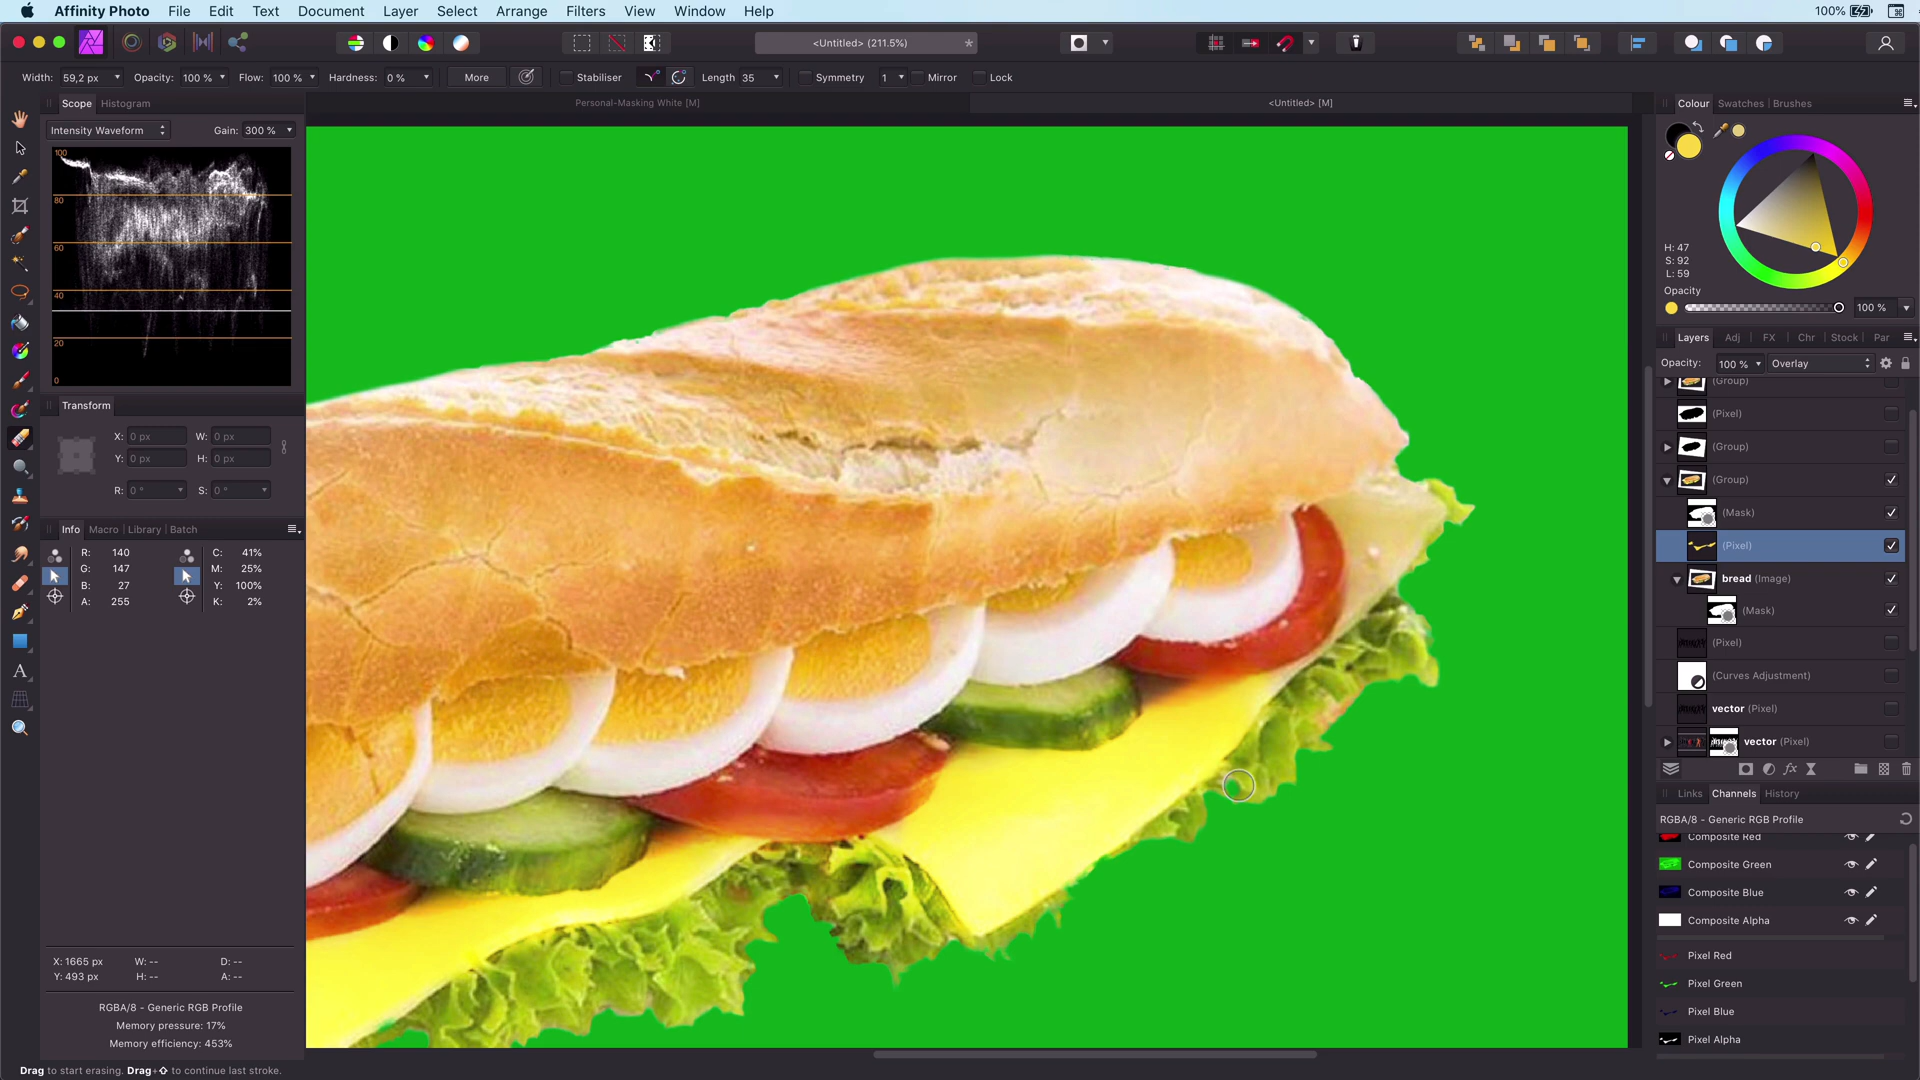 Affinity Photo File Edit Text Document Layer Select Arrange Filters View Window Help 100%
<Untitled> (211.5%) *
Width: 59,2 px Opacity: 100 % Flow: 100 % Hardness: 0 % More Stabiliser Length 35 Symmetry 1 Mirror Lock
Scope Histogram
Personal-Masking White [M]
<Untitled> [M]
Intensity Waveform Gain: 300 %
100
80
60
40
20
0
Transform
X: 0 px W: 0 px
Y: 0 px H: 0 px
R: 0 ° S: 0 °
Info Macro Library Batch
R: 140 C: 41%
G: 147 M: 25%
B: 27 Y: 100%
A: 255 K: 2%
X: 1665 px W: -- D: --
Y: 493 px H: -- A: --
RGBA/8 - Generic RGB Profile
Memory pressure: 17%
Memory efficiency: 453%
Drag to start erasing. Drag+⇧ to continue last stroke.
Colour Swatches Brushes
H: 47
S: 92
L: 59
Opacity
100 %
Layers Adj FX Chr Stock Par
Opacity: 100 % Overlay
(Group)
(Pixel)
(Group)
(Group)
(Mask)
(Pixel)
bread (Image)
(Mask)
(Pixel)
(Curves Adjustment)
vector (Pixel)
vector (Pixel)
Links Channels History
RGBA/8 - Generic RGB Profile
Composite Red
Composite Green
Composite Blue
Composite Alpha
Pixel Red
Pixel Green
Pixel Blue
Pixel Alpha